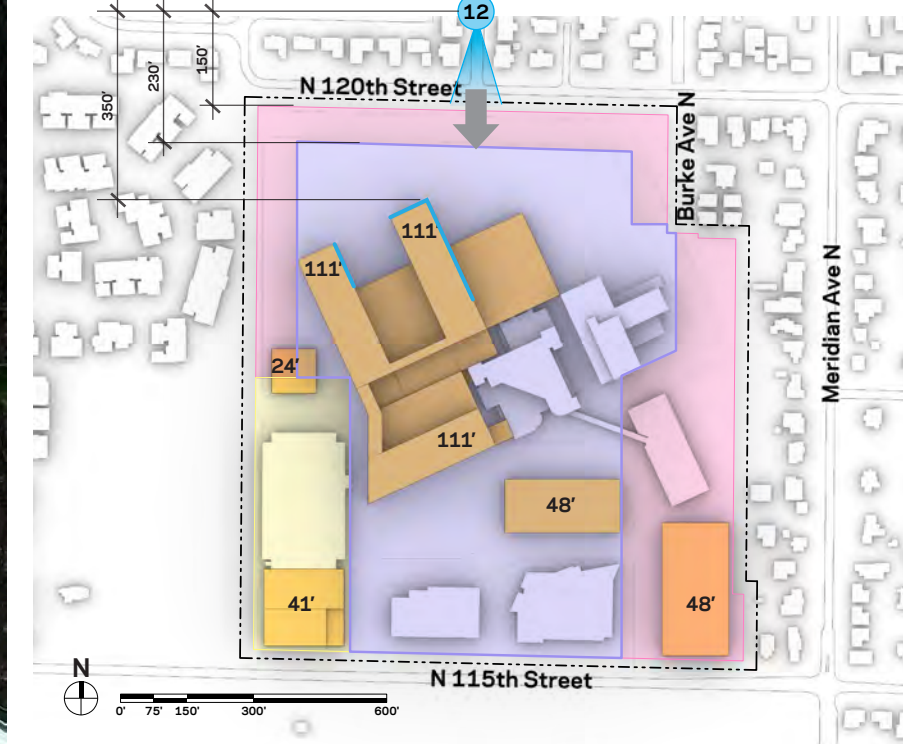 12
150'
230'
350'
N 120th Street
Burke Ave N
111'
111'
Meridian Ave N
24'
111'
48'
41'
48'
N
N 115th Street
0' 75' 150' 300' 600'